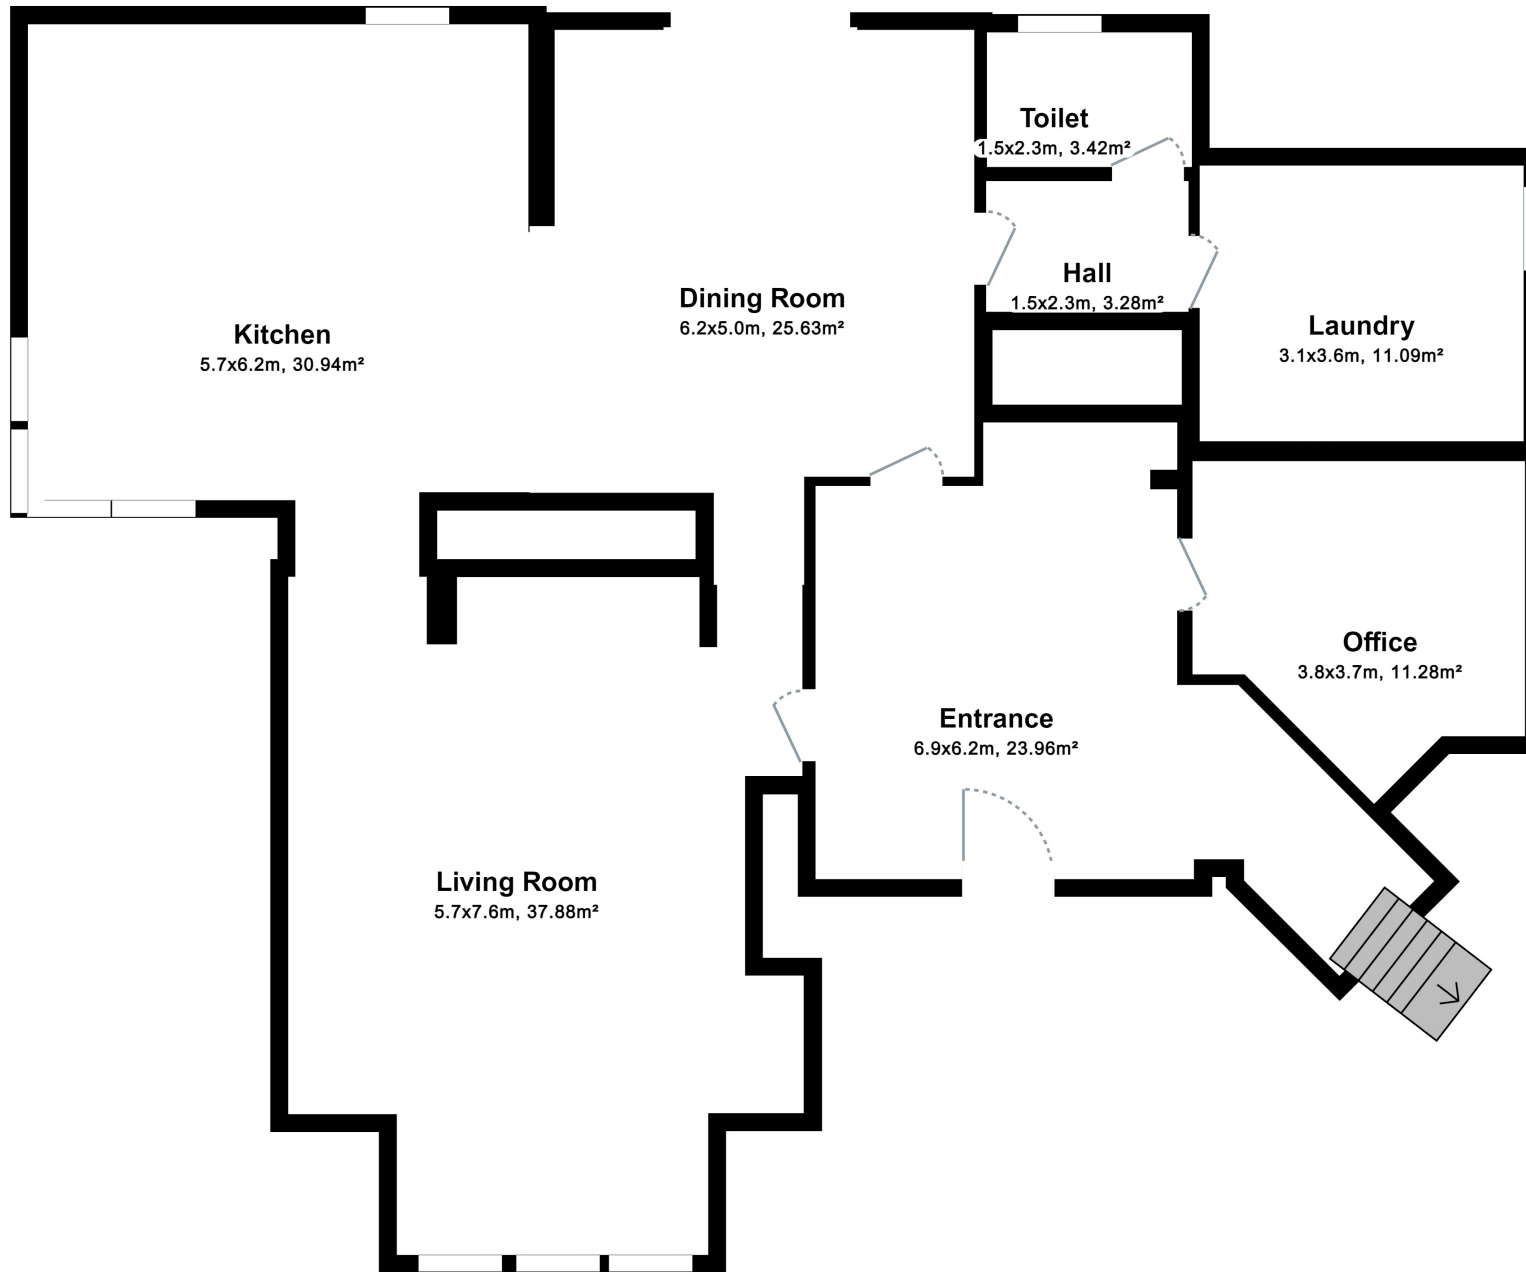 Toilet
1.5x2.3m, 3.42m²
Hall
1.5x2.3m, 3.28m²
Dining Room
6.2x5.0m, 25.63m²
Kitchen
5.7x6.2m, 30.94m²
Laundry
3.1x3.6m, 11.09m²
Office
3.8x3.7m, 11.28m²
Entrance
6.9x6.2m, 23.96m²
Living Room
5.7x7.6m, 37.88m²